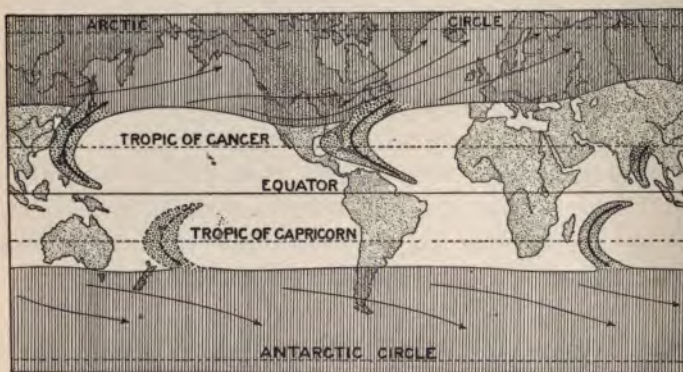 ARCTIC CIRCLE
TROPIC OF CANCER
EQUATOR
TROPIC OF CAPRICORN
ANTARCTIC CIRCLE